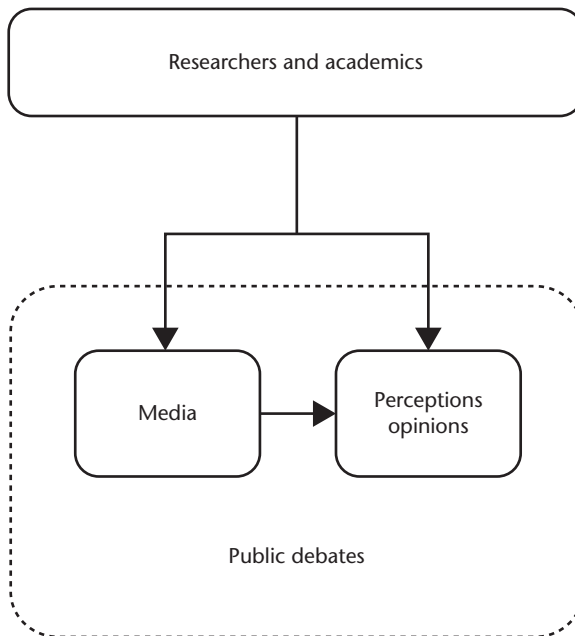 Researchers and academics
Media
Perceptions
opinions
Public debates